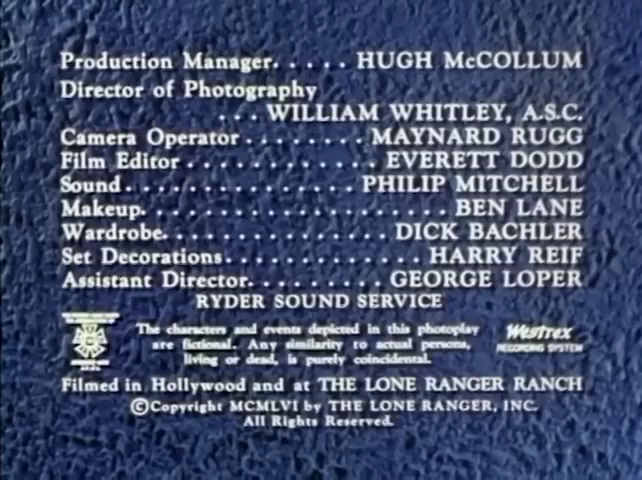 Production Manager. . . . . HUGH McCOLLUM
Director of Photography
. . . WILLIAM WHITLEY, A.S.C.
Camera Operator . . . . . . . . MAYNARD RUGG
Film Editor . . . . . . . . . . . . . EVERETT DODD
Sound . . . . . . . . . . . . . . . . PHILIP MITCHELL
Makeup. . . . . . . . . . . . . . . . . . . . . BEN LANE
Wardrobe. . . . . . . . . . . . . . . DICK BACHLER
Set Decorations . . . . . . . . . . . . . HARRY REIF
Assistant Director. . . . . . . . . GEORGE LOPER
RYDER SOUND SERVICE
The characters and events depicted in this photoplay
are fictional. Any similarity to actual persons,
living or dead, is purely coincidental.
Westrex
RECORDING SYSTEM
Filmed in Hollywood and at THE LONE RANGER RANCH
©Copyright MCMLVI by THE LONE RANGER, INC.
All Rights Reserved.